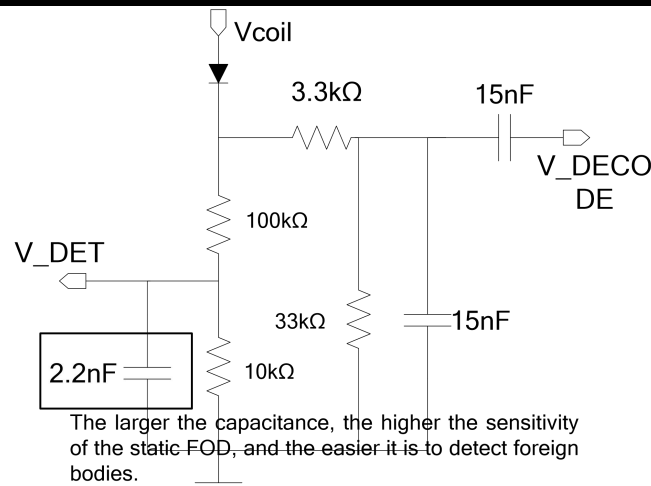 Vcoil
3.3kΩ
15nF
V_DECO
DE
100kΩ
V_DET
33kΩ
15nF
2.2nF
10kΩ
The larger the capacitance, the higher the sensitivity
of the static FOD, and the easier it is to detect foreign
bodies.